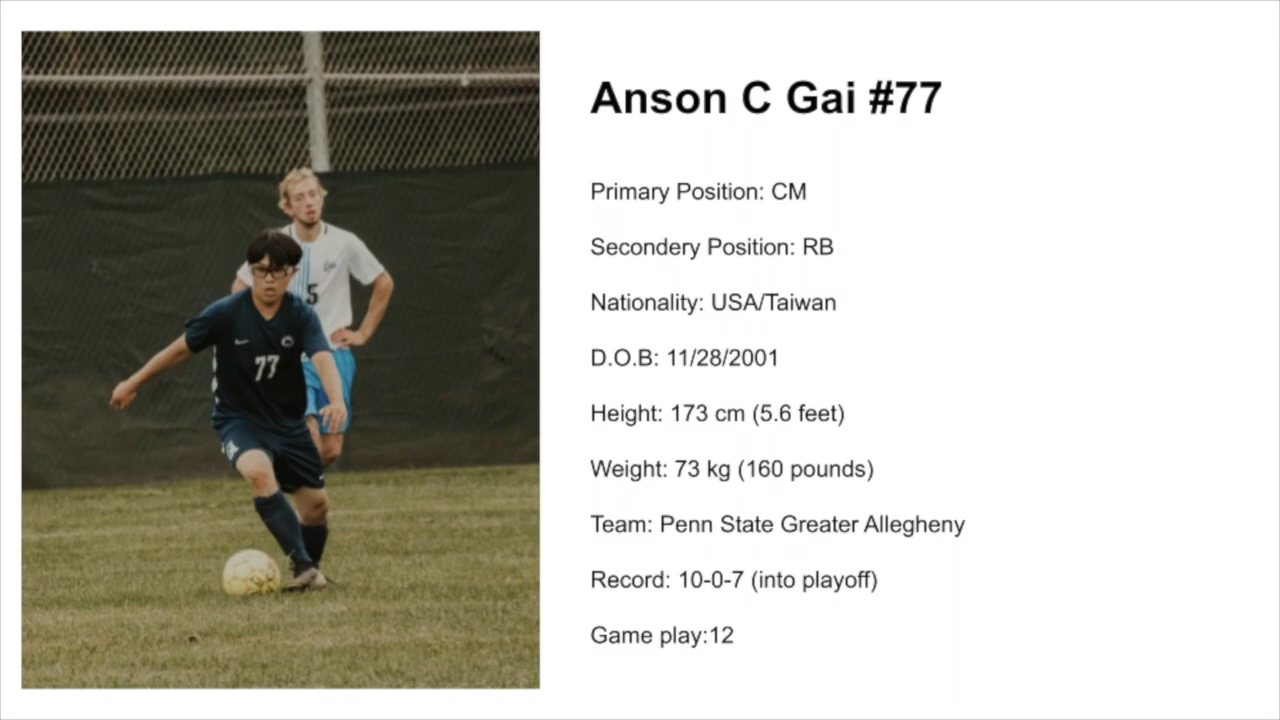 Anson C Gai #77
Primary Position: CM
Secondery Position: RB
Nationality: USA/Taiwan
D.O.B: 11/28/2001
Height: 173 cm (5.6 feet)
Weight: 73 kg (160 pounds)
Team: Penn State Greater Allegheny
Record: 10-0-7 (into playoff)
Game play:12
5
77